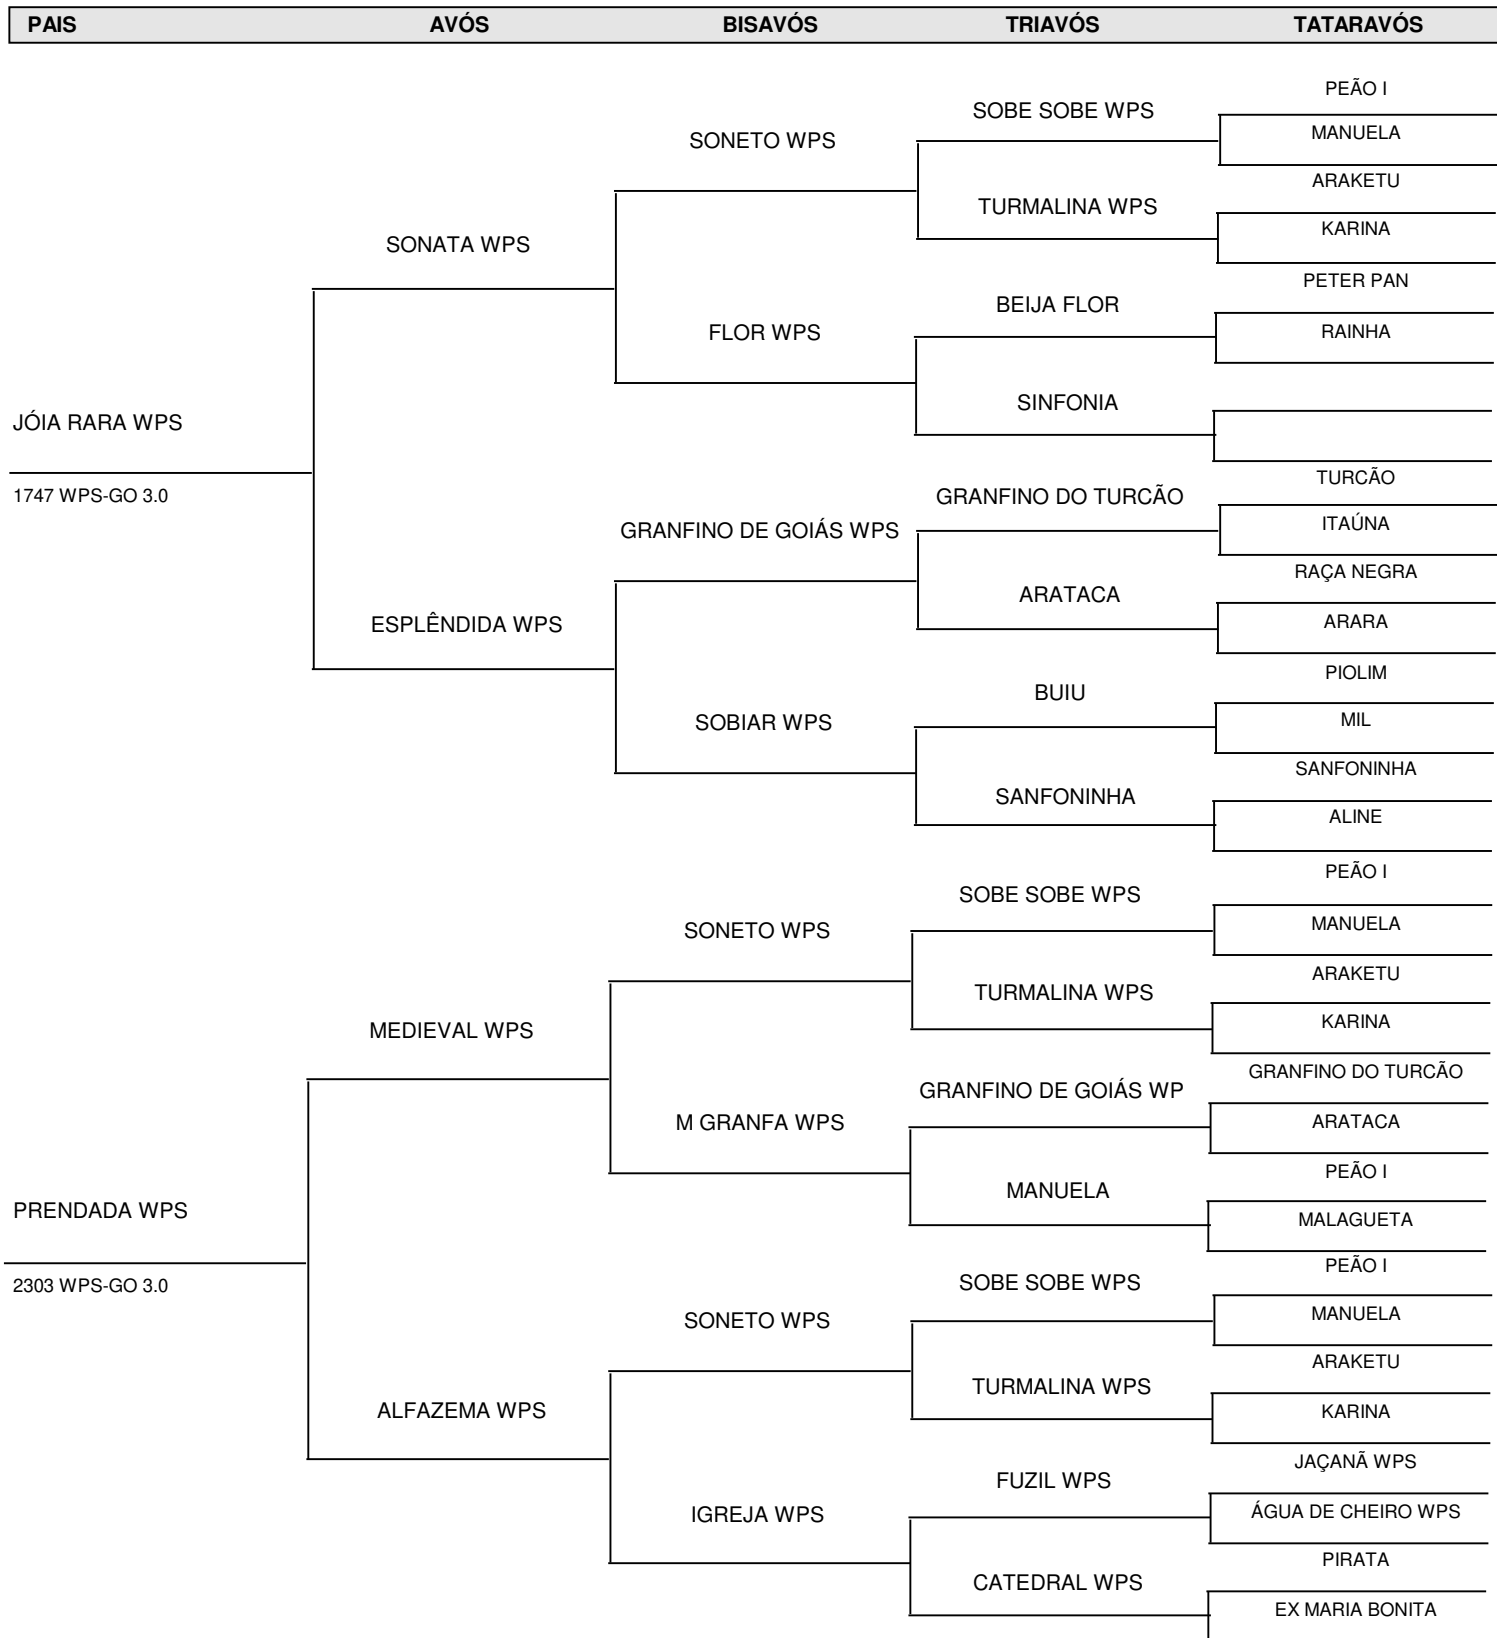 PAIS AVÓS BISAVÓS TRIAVÓS TATARAVÓS
PEÃO I
SOBE SOBE WPS
MANUELA
SONETO WPS
ARAKETU
TURMALINA WPS
KARINA
SONATA WPS
PETER PAN
BEIJA FLOR
RAINHA
FLOR WPS
SINFONIA
JÓIA RARA WPS
TURCÃO
1747 WPS-GO 3.0
GRANFINO DO TURCÃO
ITAÚNA
GRANFINO DE GOIÁS WPS
RAÇA NEGRA
ARATACA
ARARA
ESPLÊNDIDA WPS
PIOLIM
BUIU
MIL
SOBIAR WPS
SANFONINHA
SANFONINHA
ALINE
PEÃO I
SOBE SOBE WPS
MANUELA
SONETO WPS
ARAKETU
TURMALINA WPS
KARINA
MEDIEVAL WPS
GRANFINO DO TURCÃO
GRANFINO DE GOIÁS WP
ARATACA
M GRANFA WPS
PEÃO I
MANUELA
PRENDADA WPS
MALAGUETA
PEÃO I
2303 WPS-GO 3.0
SOBE SOBE WPS
MANUELA
SONETO WPS
ARAKETU
TURMALINA WPS
KARINA
ALFAZEMA WPS
JAÇANÃ WPS
FUZIL WPS
ÁGUA DE CHEIRO WPS
IGREJA WPS
PIRATA
CATEDRAL WPS
EX MARIA BONITA